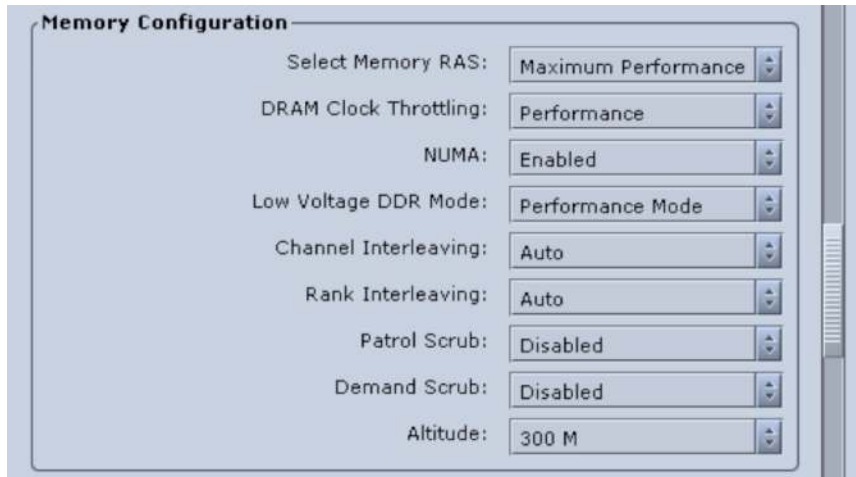 Memory Configuration
Select Memory RAS: Maximum Performance
DRAM Clock Throttling: Performance
NUMA: Enabled
Low Voltage DDR Mode: Performance Mode
Channel Interleaving: Auto
Rank Interleaving: Auto
Patrol Scrub: Disabled
Demand Scrub: Disabled
Altitude: 300 M